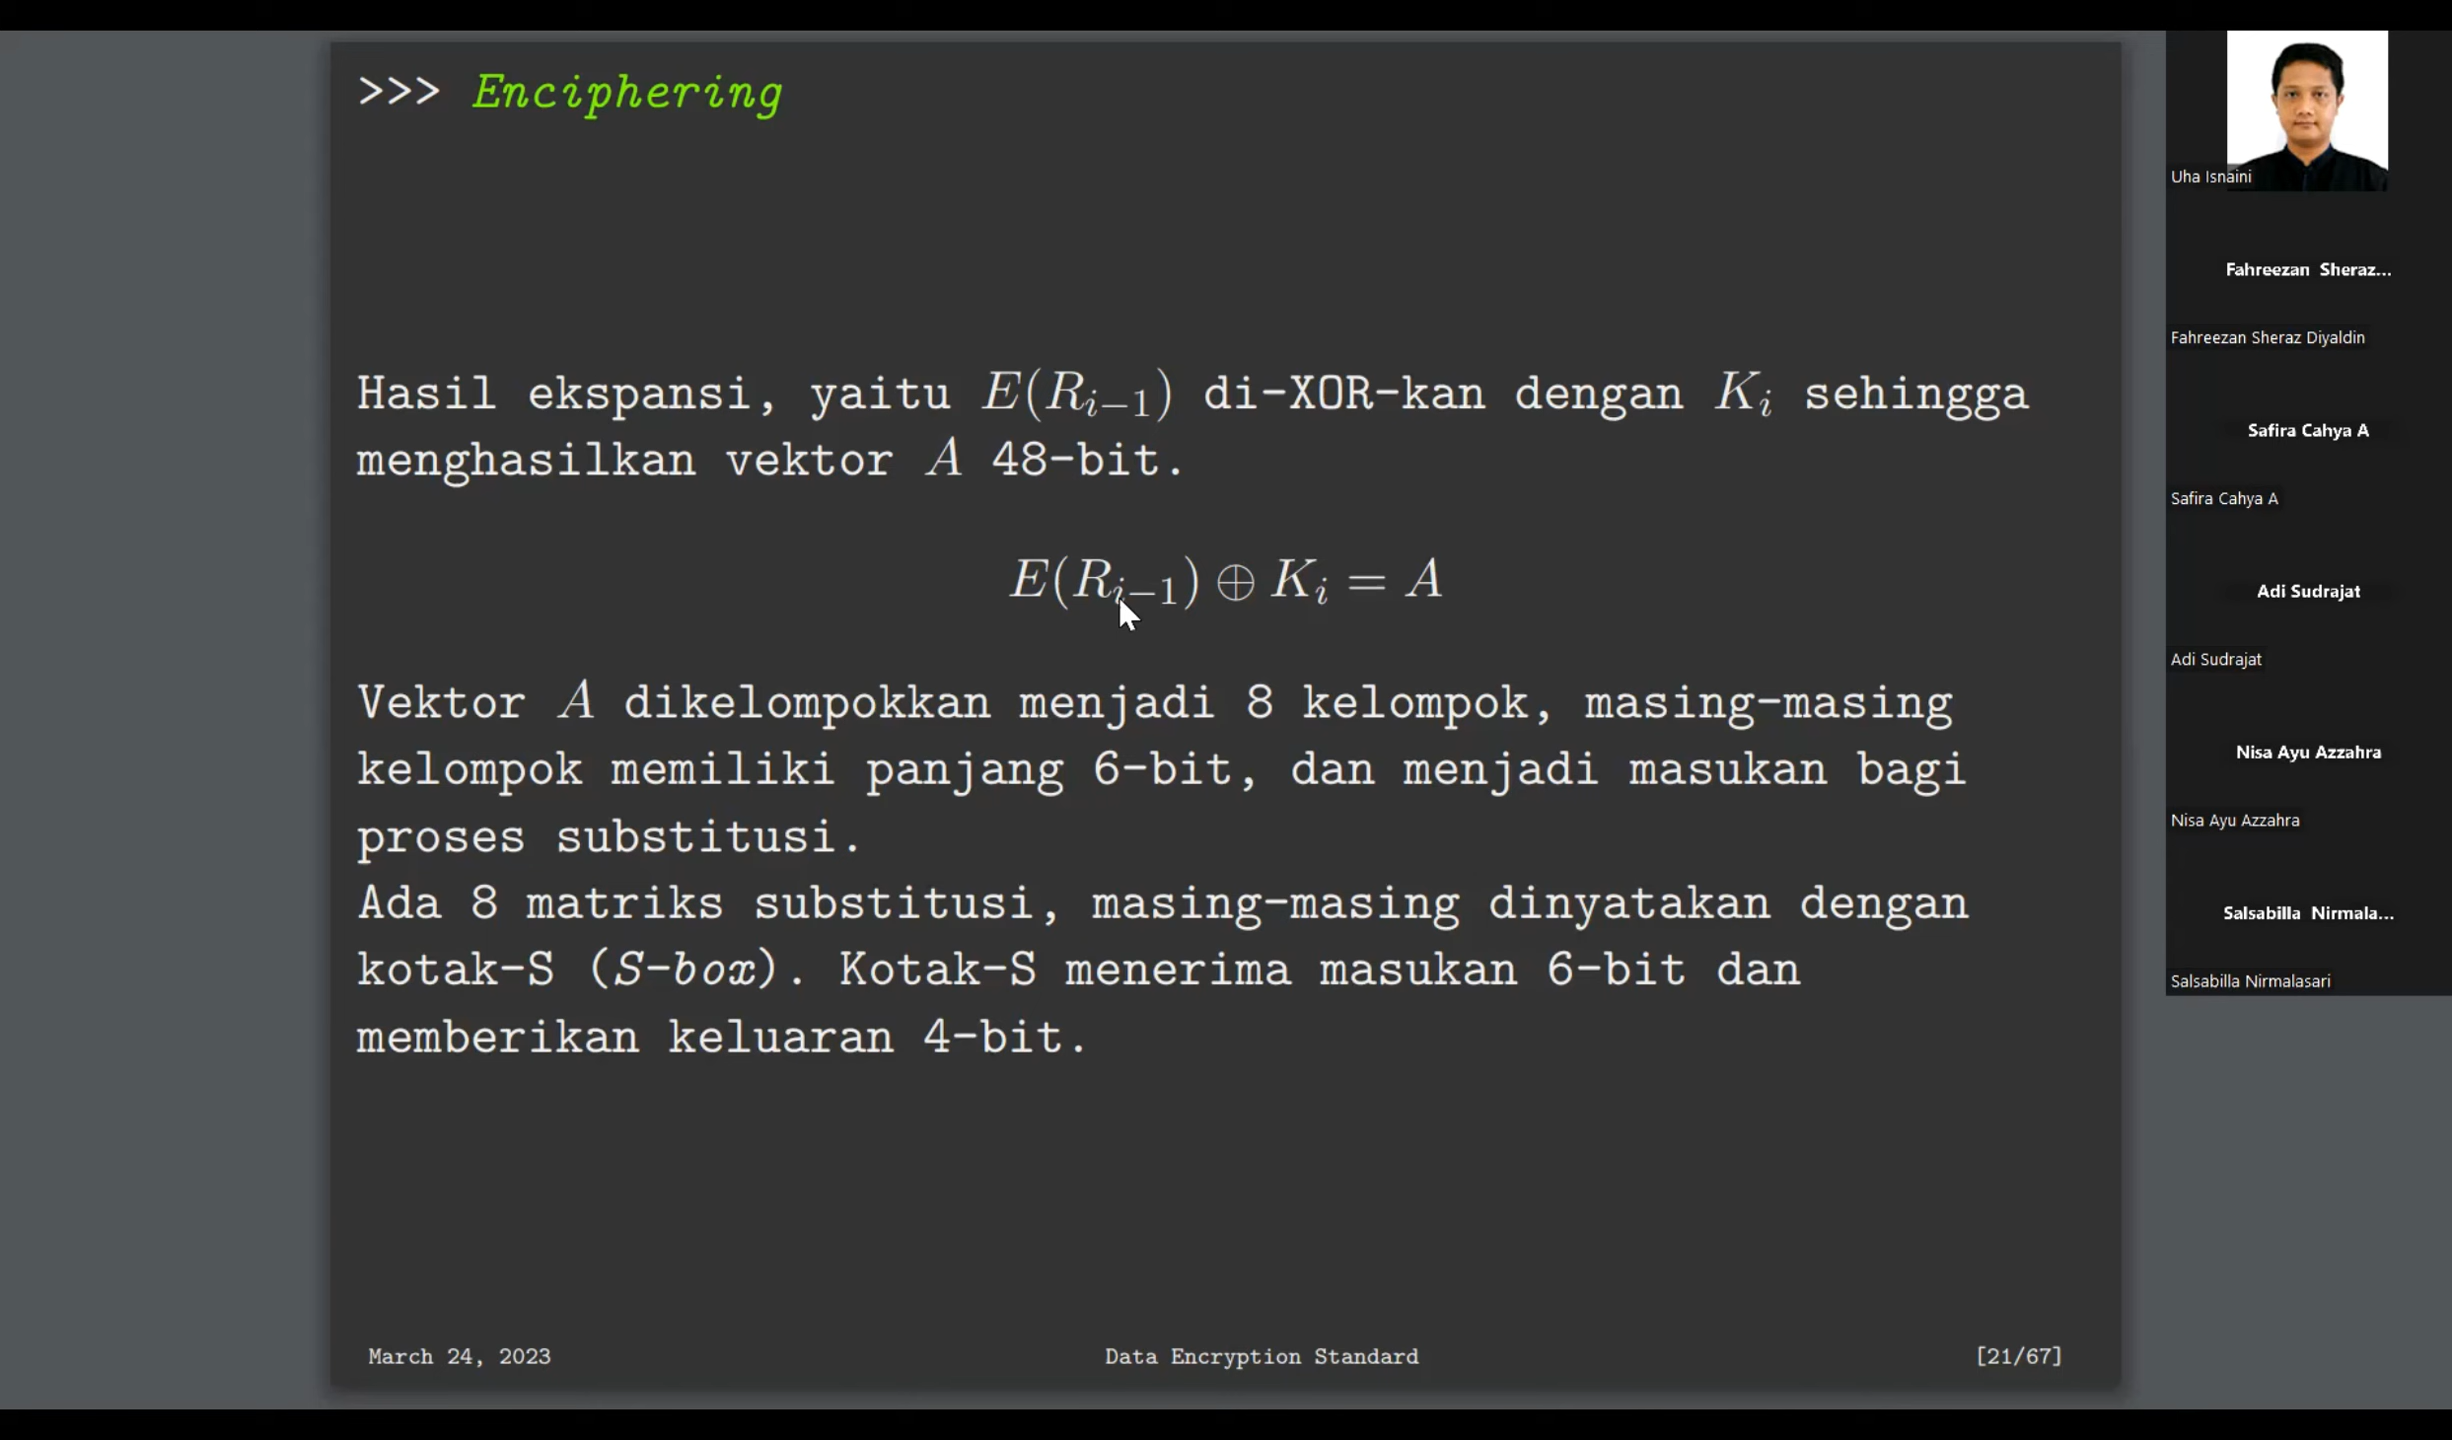 >>> Enciphering
Hasil ekspansi, yaitu E(Rᵢ₋₁) di-XOR-kan dengan Kᵢ sehingga
menghasilkan vektor A 48-bit.
E(Rᵢ₋₁) ⊕ Kᵢ = A
Vektor A dikelompokkan menjadi 8 kelompok, masing-masing
kelompok memiliki panjang 6-bit, dan menjadi masukan bagi
proses substitusi.
Ada 8 matriks substitusi, masing-masing dinyatakan dengan
kotak-S (S-box). Kotak-S menerima masukan 6-bit dan
memberikan keluaran 4-bit.
March 24, 2023
Data Encryption Standard
[21/67]
Uha Isnaini
Fahreezan Sheraz...
Fahreezan Sheraz Diyaldin
Safira Cahya A
Safira Cahya A
Adi Sudrajat
Adi Sudrajat
Nisa Ayu Azzahra
Nisa Ayu Azzahra
Salsabilla Nirmala...
Salsabilla Nirmalasari